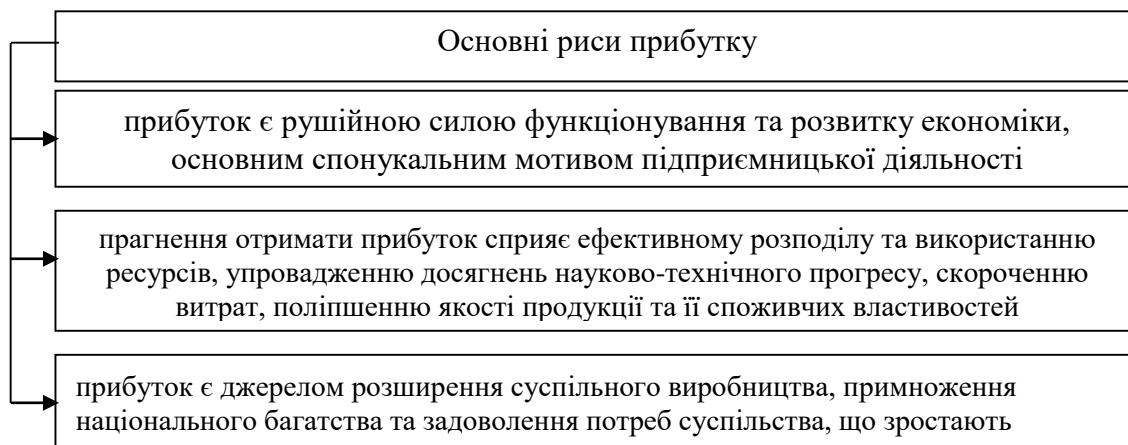 Основні риси прибутку
прибуток є рушійною силою функціонування та розвитку економіки,
основним спонукальним мотивом підприємницької діяльності
прагнення отримати прибуток сприяє ефективному розподілу та використанню
ресурсів, упровадженню досягнень науково-технічного прогресу, скороченню
витрат, поліпшенню якості продукції та її споживчих властивостей
прибуток є джерелом розширення суспільного виробництва, примноження
національного багатства та задоволення потреб суспільства, що зростають